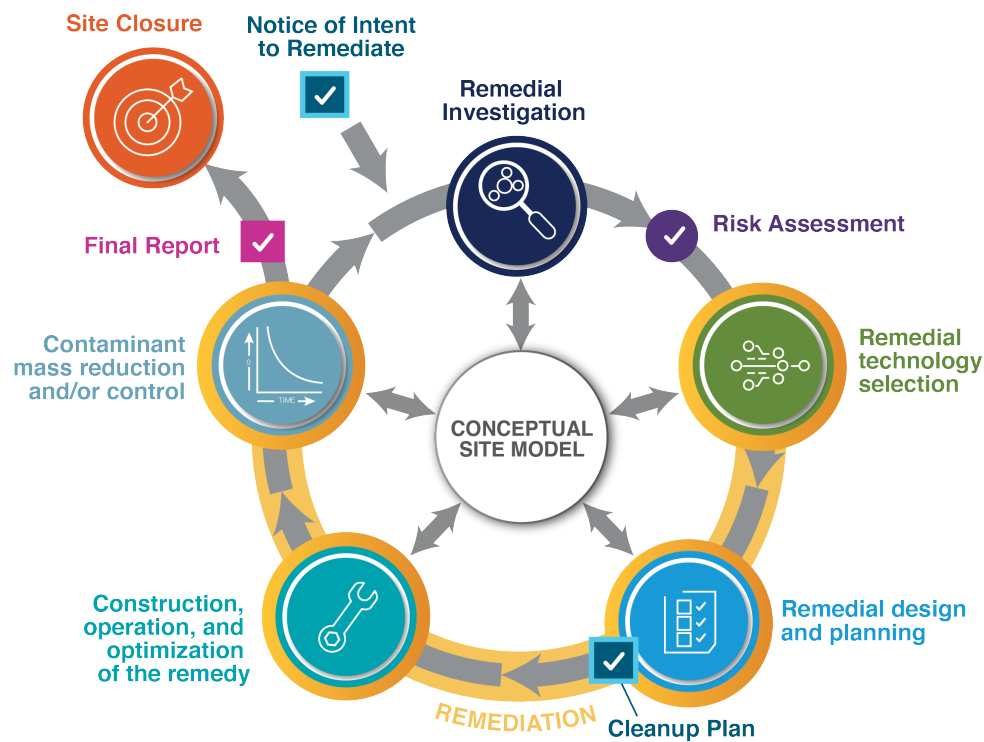 Site Closure
Notice of Intent
to Remediate
Remedial
Investigation
Risk Assessment
Final Report
Contaminant
mass reduction
and/or control
0
TIME
Remedial
technology
selection
CONCEPTUAL
SITE MODEL
Construction,
operation, and
optimization
of the remedy
Remedial design
and planning
REMEDIATION
Cleanup Plan